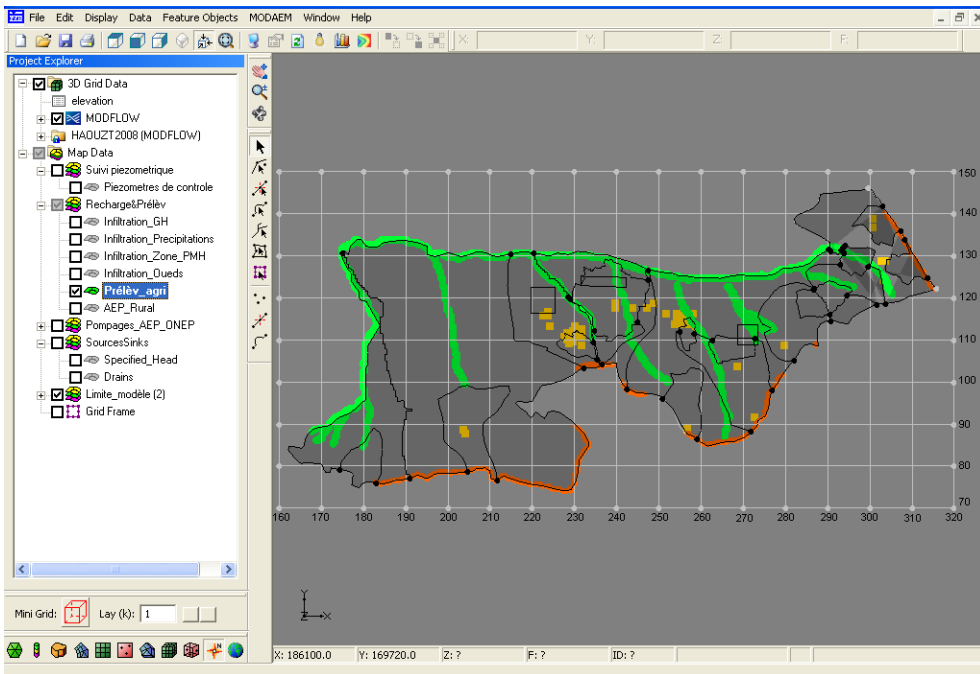 File Edit Display Data Feature Objects MODAEM Window Help
X: Y: Z: F:
Project Explorer
3D Grid Data
elevation
MODFLOW
HAOUZT2008 (MODFLOW)
Map Data
Suivi piezometrique
Piezometres de controle
Recharge&Prélèv
Infiltration_GH
Infiltration_Precipitations
Infiltration_Zone_PMH
Infiltration_Oueds
Prélèv_agri
AEP_Rural
Pompages_AEP_ONEP
SourcesSinks
Specified_Head
Drains
Limite_modèle (2)
Grid Frame
150
140
130
120
110
100
90
80
70
160 170 180 190 200 210 220 230 240 250 260 270 280 290 300 310 320
Y
Z X
Mini Grid: Lay (k): 1
X: 186100.0 Y: 169720.0 Z: ? F: ? ID: ?